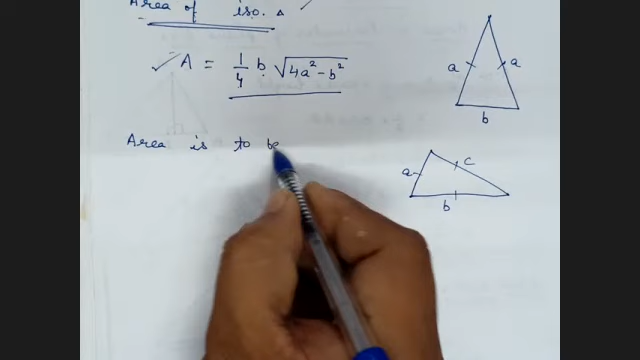 Area of iso. △
✓ A = 1/4 b √4a² − b²
a a
b
Area is to be
a c
b